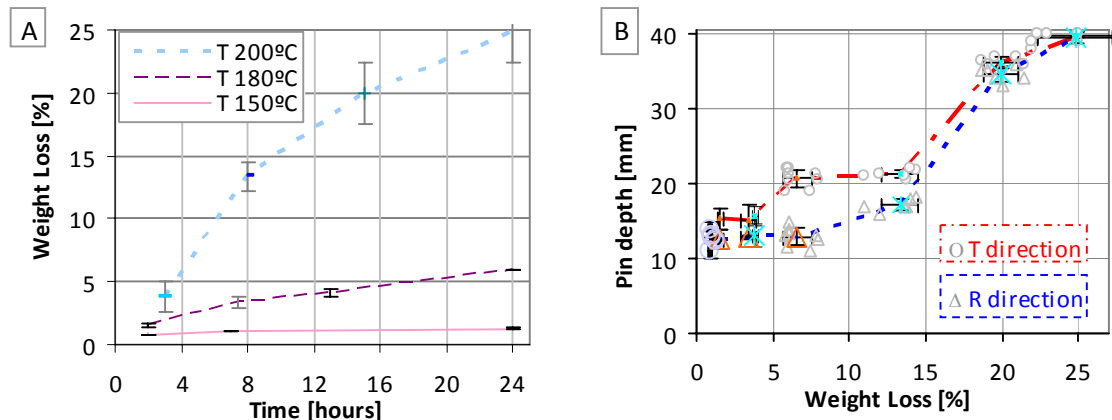 A
Weight Loss [%]
25
20
15
10
5
0
T 200ºC
T 180ºC
T 150ºC
0 4 8 12 16 20 24
Time [hours]
B
Pin depth [mm]
40
30
20
10
0
O T direction
Δ R direction
0 5 10 15 20 25
Weight Loss [%]